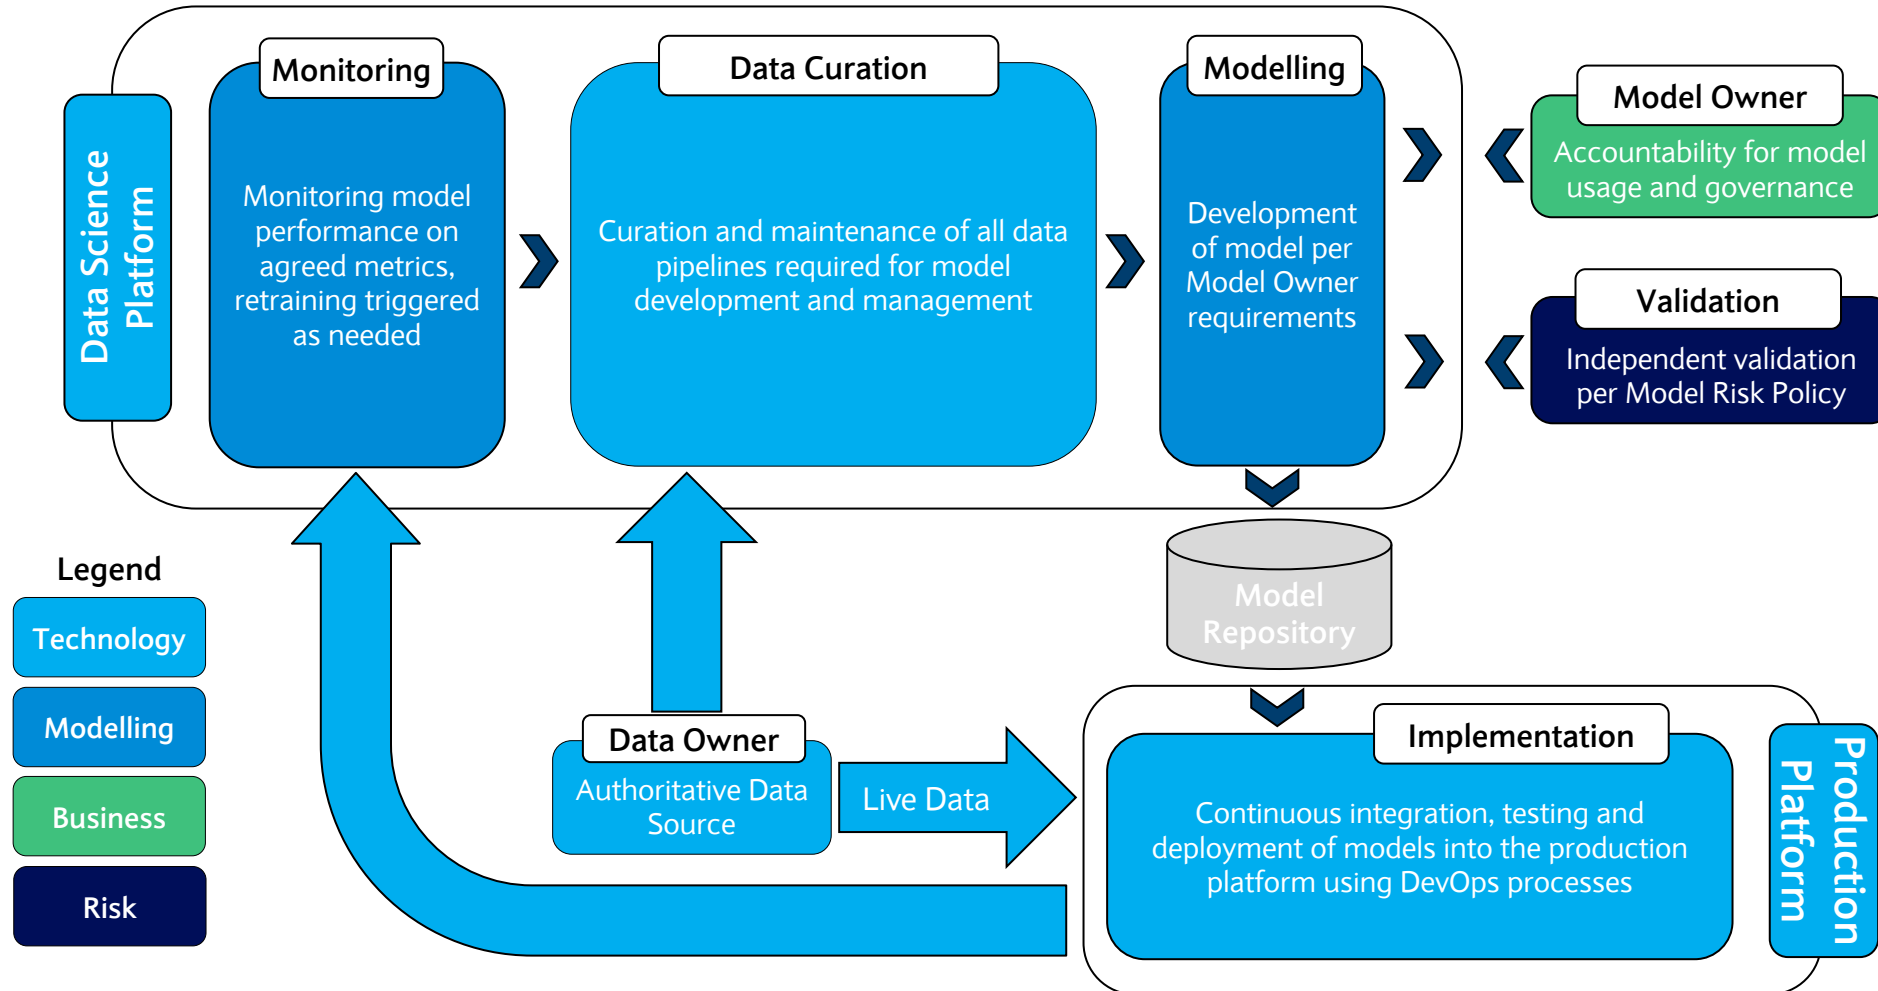 Monitoring
Data Curation
Modelling
Model Owner
Data Science
Platform
Monitoring model
performance on
agreed metrics,
retraining triggered
as needed
Curation and maintenance of all data
pipelines required for model
development and management
Development
of model per
Model Owner
requirements
Accountability for model
usage and governance
Validation
Independent validation
per Model Risk Policy
Legend
Technology
Modelling
Business
Risk
Model
Repository
Data Owner
Authoritative Data
Source
Live Data
Implementation
Continuous integration, testing and
deployment of models into the production
platform using DevOps processes
Production
Platform